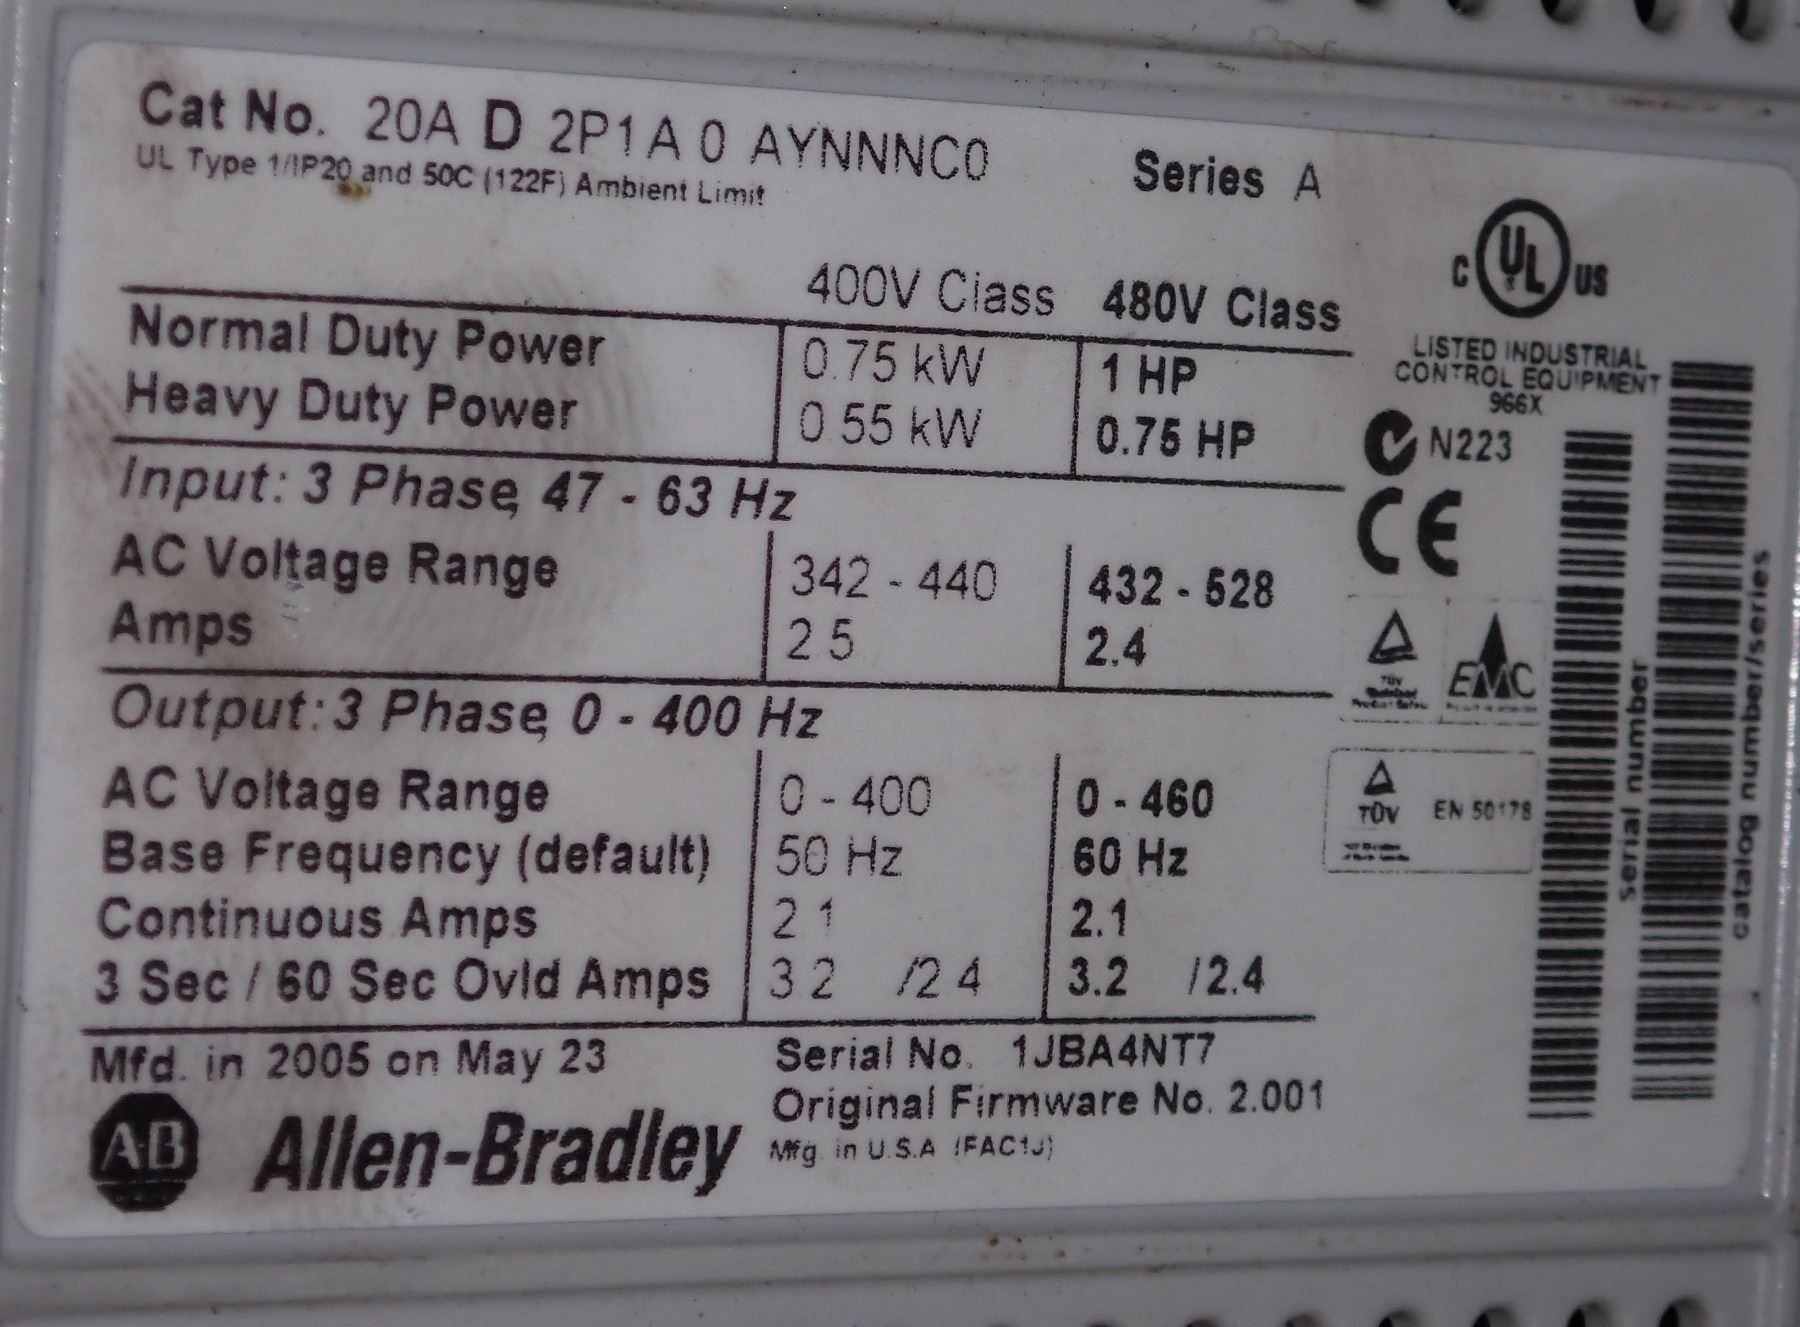 Cat No. 20A D 2P1A0 AYNNNC0 Series A
UL Type 1/IP20 and 50C (122F) Ambient Limit
400V Class 480V Class
Normal Duty Power 0.75 kW 1 HP
Heavy Duty Power 0.55 kW 0.75 HP
Input: 3 Phase, 47 - 63 Hz
AC Voltage Range 342 - 440 432 - 528
Amps 2.5 2.4
Output: 3 Phase, 0 - 400 Hz
AC Voltage Range 0 - 400 0 - 460
Base Frequency (default) 50 Hz 60 Hz
Continuous Amps 2.1 2.1
3 Sec / 60 Sec Ovld Amps 3.2 /2.4 3.2 /2.4
Mfd. in 2005 on May 23
Serial No. 1JBA4NT7
Original Firmware No. 2.001
Mfg. in U.S.A (FAC1J)
A-B Allen-Bradley
C UL US
LISTED INDUSTRIAL
CONTROL EQUIPMENT
966X
N223
CE
TÜV
EMC
TÜV EN 50178
serial number
catalog number/series